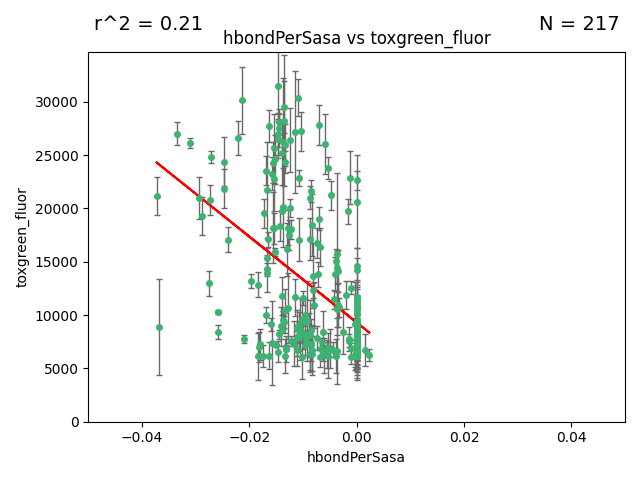 r^2 = 0.21
N = 217
hbondPerSasa vs toxgreen_fluor
30000
25000
20000
15000
10000
5000
0
toxgreen_fluor
−0.04
−0.02
0.00
0.02
0.04
hbondPerSasa